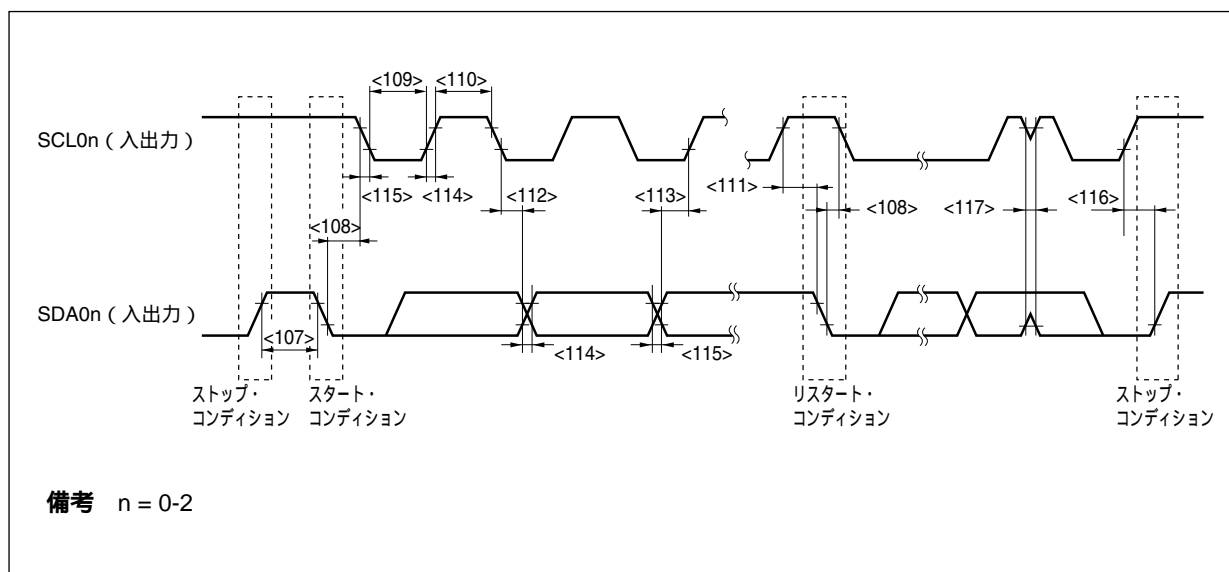 <109> <110>
SCL0n（入出力）
<115> <114> <112> <113> <111> <108> <117> <116>
<108>
SDA0n（入出力）
<107> <114> <115>
ストップ・ スタート・ リスタート・ ストップ・
コンディション コンディション コンディション コンディション
備考 n = 0-2